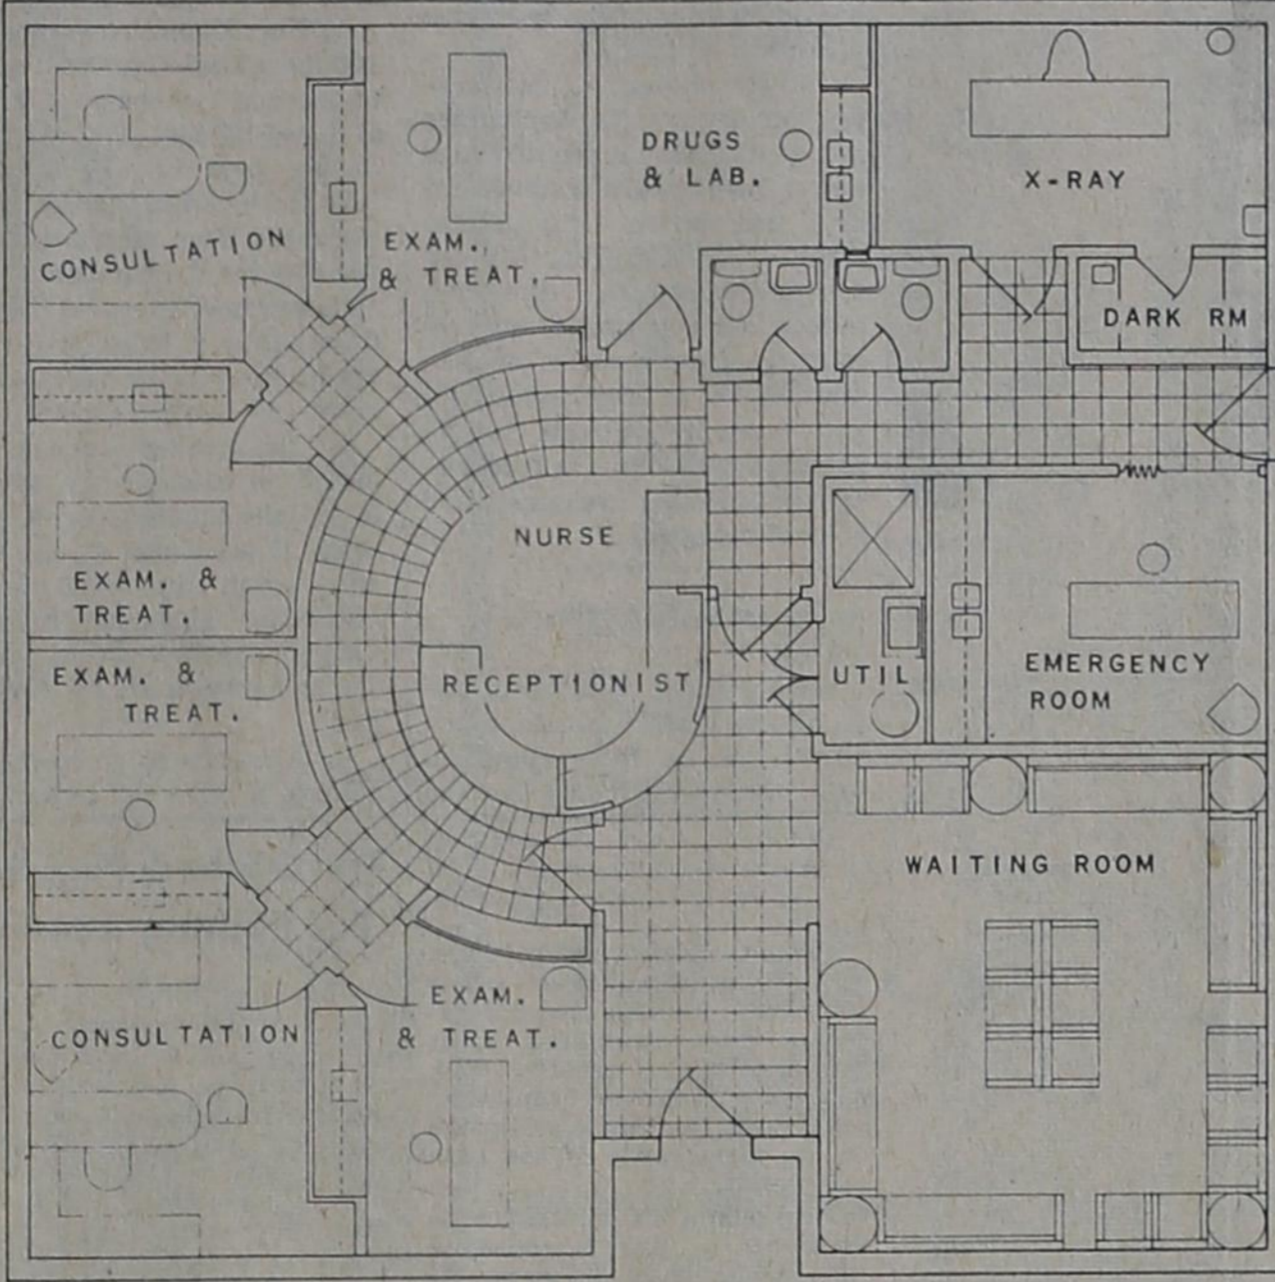 CONSULTATION
EXAM.
& TREAT.
DRUGS
& LAB.
X-RAY
DARK RM
NURSE
RECEPTIONIST
EXAM. &
TREAT.
EXAM. &
TREAT.
UTIL
EMERGENCY
ROOM
WAITING ROOM
CONSULTATION
EXAM.
& TREAT.